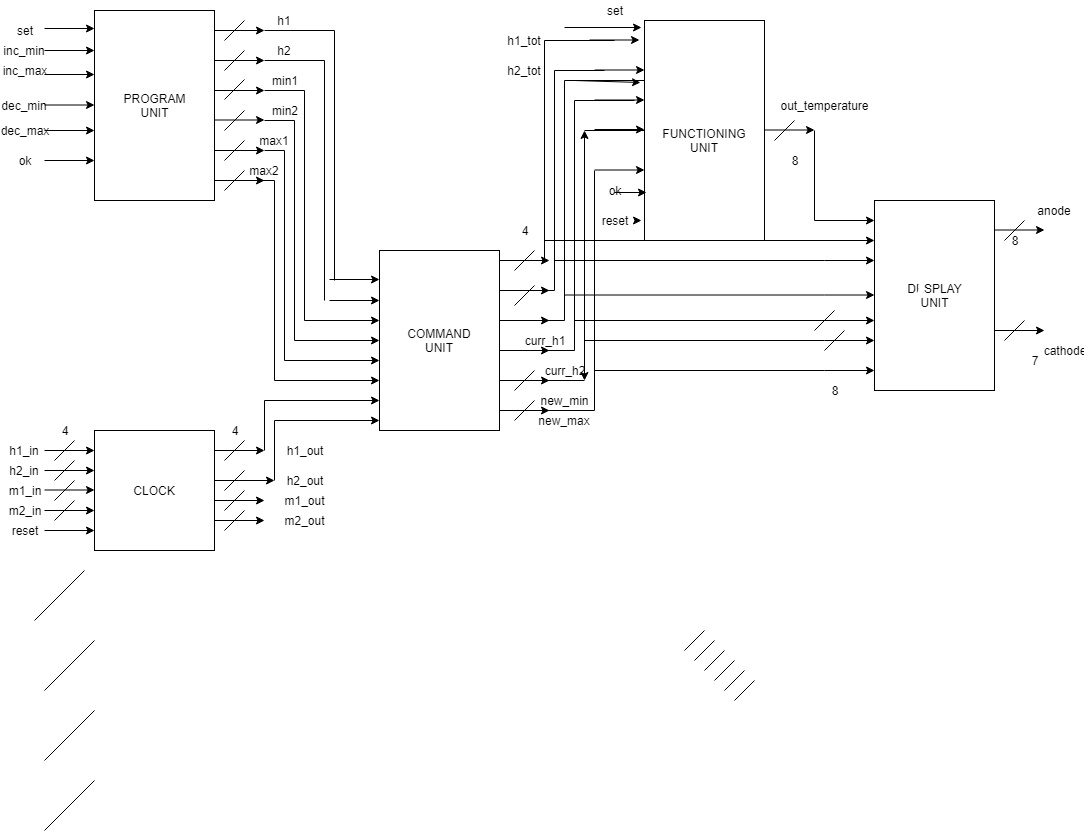 set
inc_min
inc_max
dec_min
dec_max
ok
PROGRAM
UNIT
h1
h2
min1
min2
max1
max2
set
h1_tot
h2_tot
ok
reset
FUNCTIONING
UNIT
out_temperature
8
4
COMMAND
UNIT
curr_h1
curr_h2
new_min
new_max
DISPLAY
UNIT
8
anode
8
cathode
7
4
h1_in
h2_in
m1_in
m2_in
reset
CLOCK
4
h1_out
h2_out
m1_out
m2_out